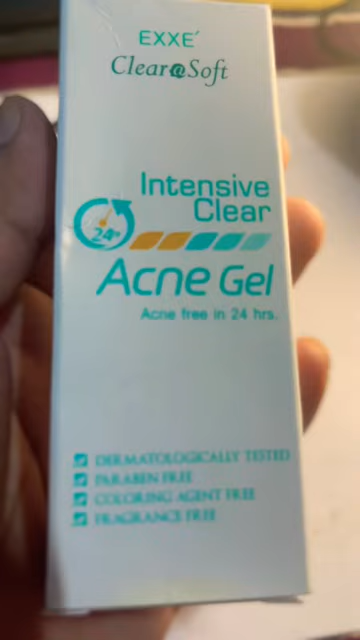 EXXE´
Clear@Soft
Intensive
Clear
24®
Acne Gel
Acne free in 24 hrs.
DERMATOLOGICALLY TESTED
PARABEN FREE
COLORING AGENT FREE
FRAGRANCE FREE